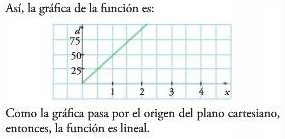 Así, la gráfica de la función es:
d
75
50
25
1 2 3 4 x
Como la gráfica pasa por el origen del plano cartesiano,
entonces, la función es lineal.